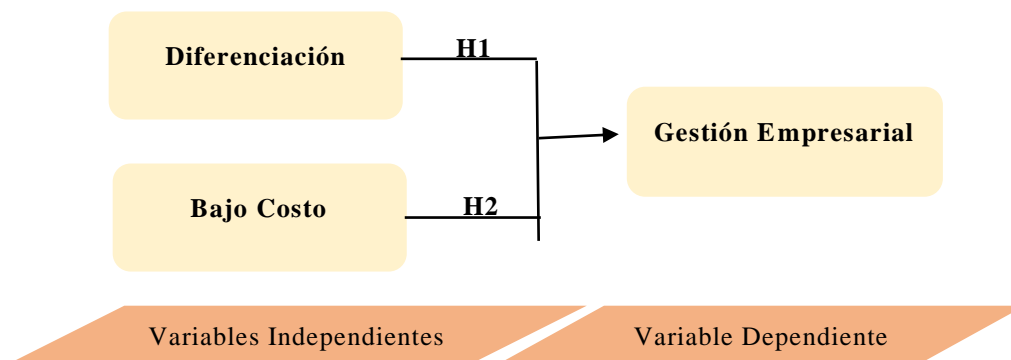 Diferenciación
H1
Gestión Empresarial
Bajo Costo
H2
Variables Independientes
Variable Dependiente